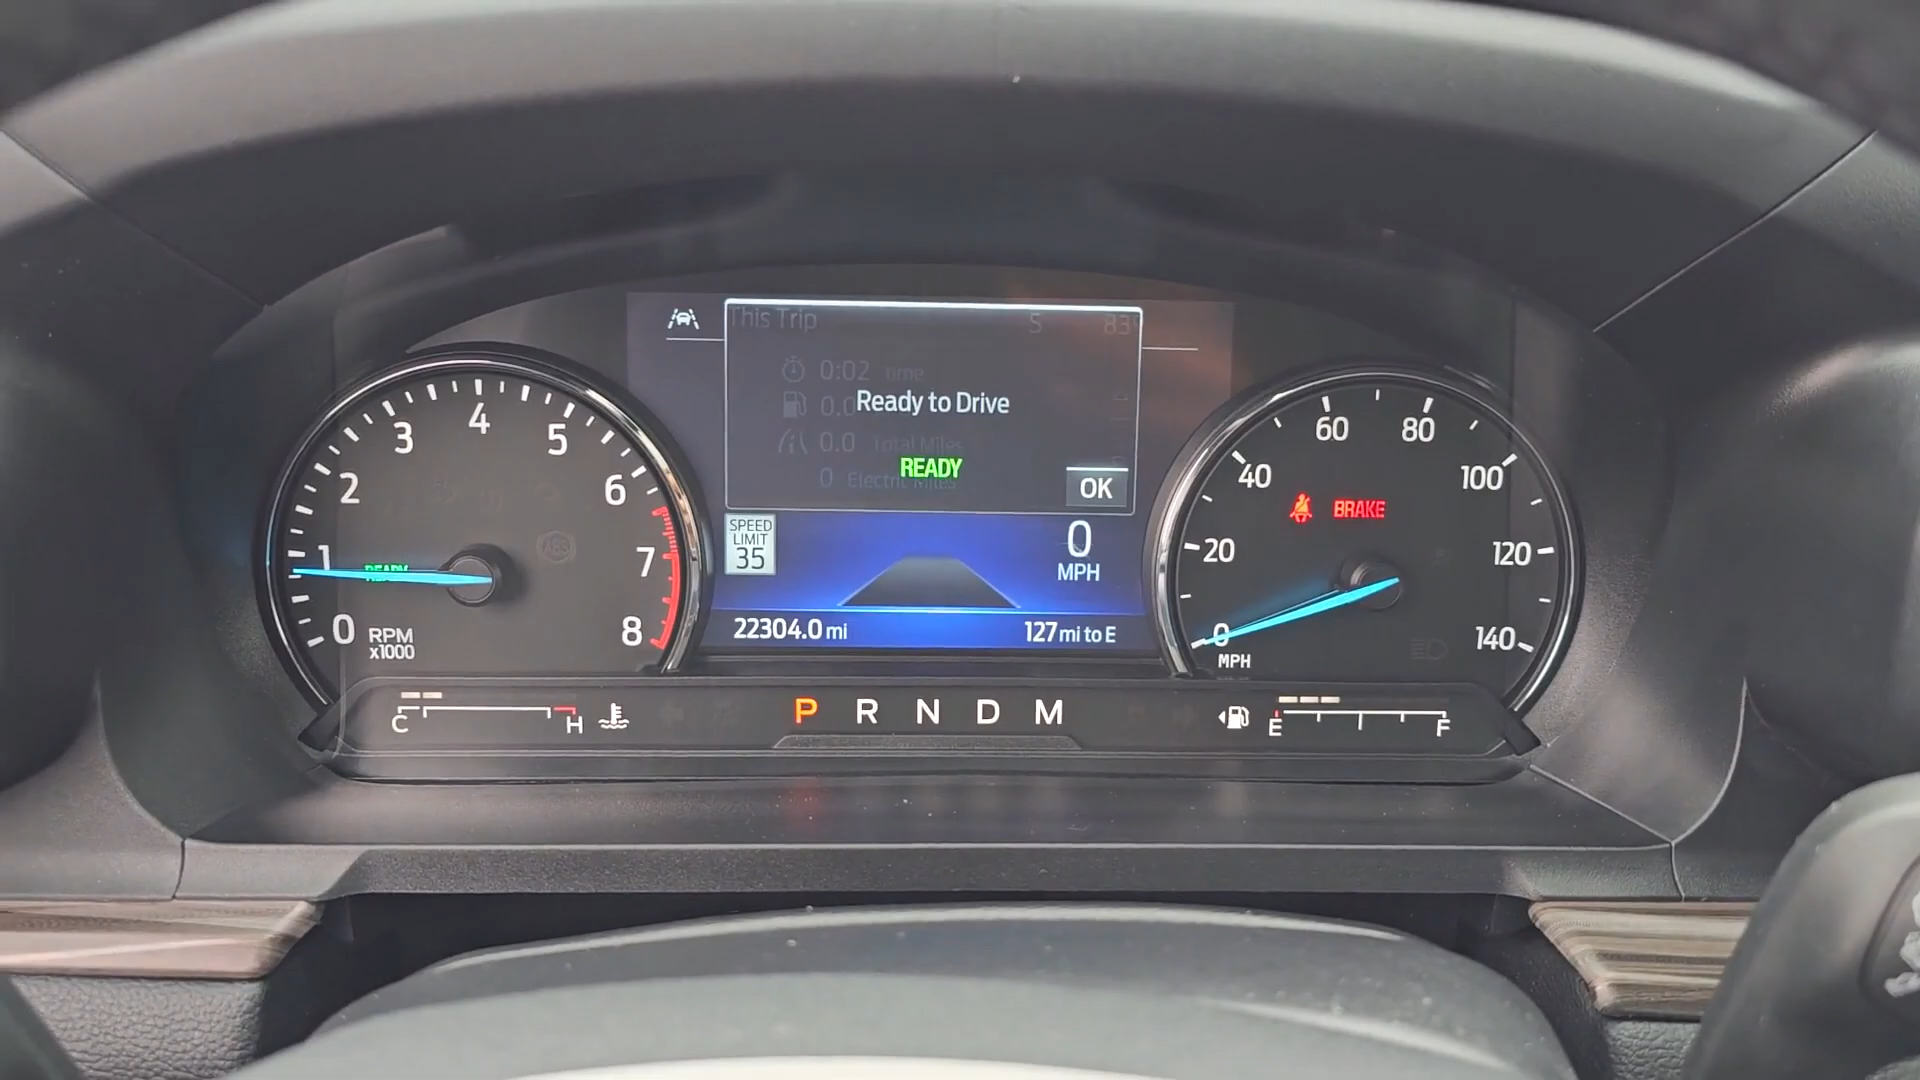 This Trip
S
83°
0:02 time
0.0
Ready to Drive
0.0 Total Miles
READY
0 Electric Miles
OK
SPEED
LIMIT
35
0
MPH
22304.0 mi
127 mi to E
0
1
2
3
4
5
6
7
8
READY
ABS
RPM
x1000
0
20
40
60
80
100
120
140
BRAKE
MPH
C
H
P R N D M
E
F